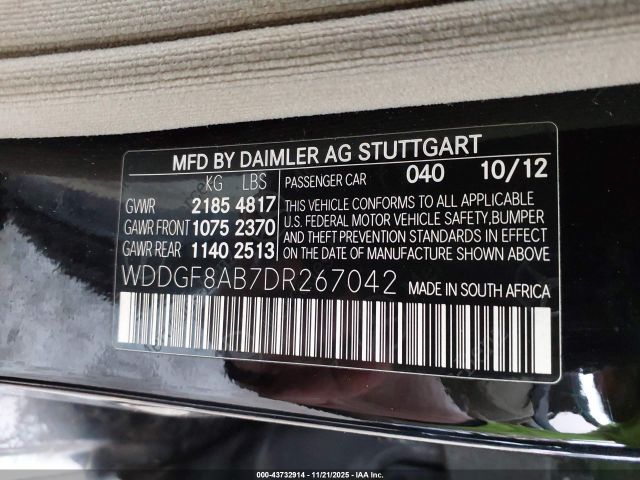 MFD BY DAIMLER AG STUTTGART
KG LBS
GVWR 2185 4817
GAWR FRONT 1075 2370
GAWR REAR 1140 2513
PASSENGER CAR 040 10/12
THIS VEHICLE CONFORMS TO ALL APPLICABLE
U.S. FEDERAL MOTOR VEHICLE SAFETY, BUMPER
AND THEFT PREVENTION STANDARDS IN EFFECT
ON THE DATE OF MANUFACTURE SHOWN ABOVE
WDDGF8AB7DR267042
MADE IN SOUTH AFRICA
000-43732914 - 11/21/2025 - IAA Inc.